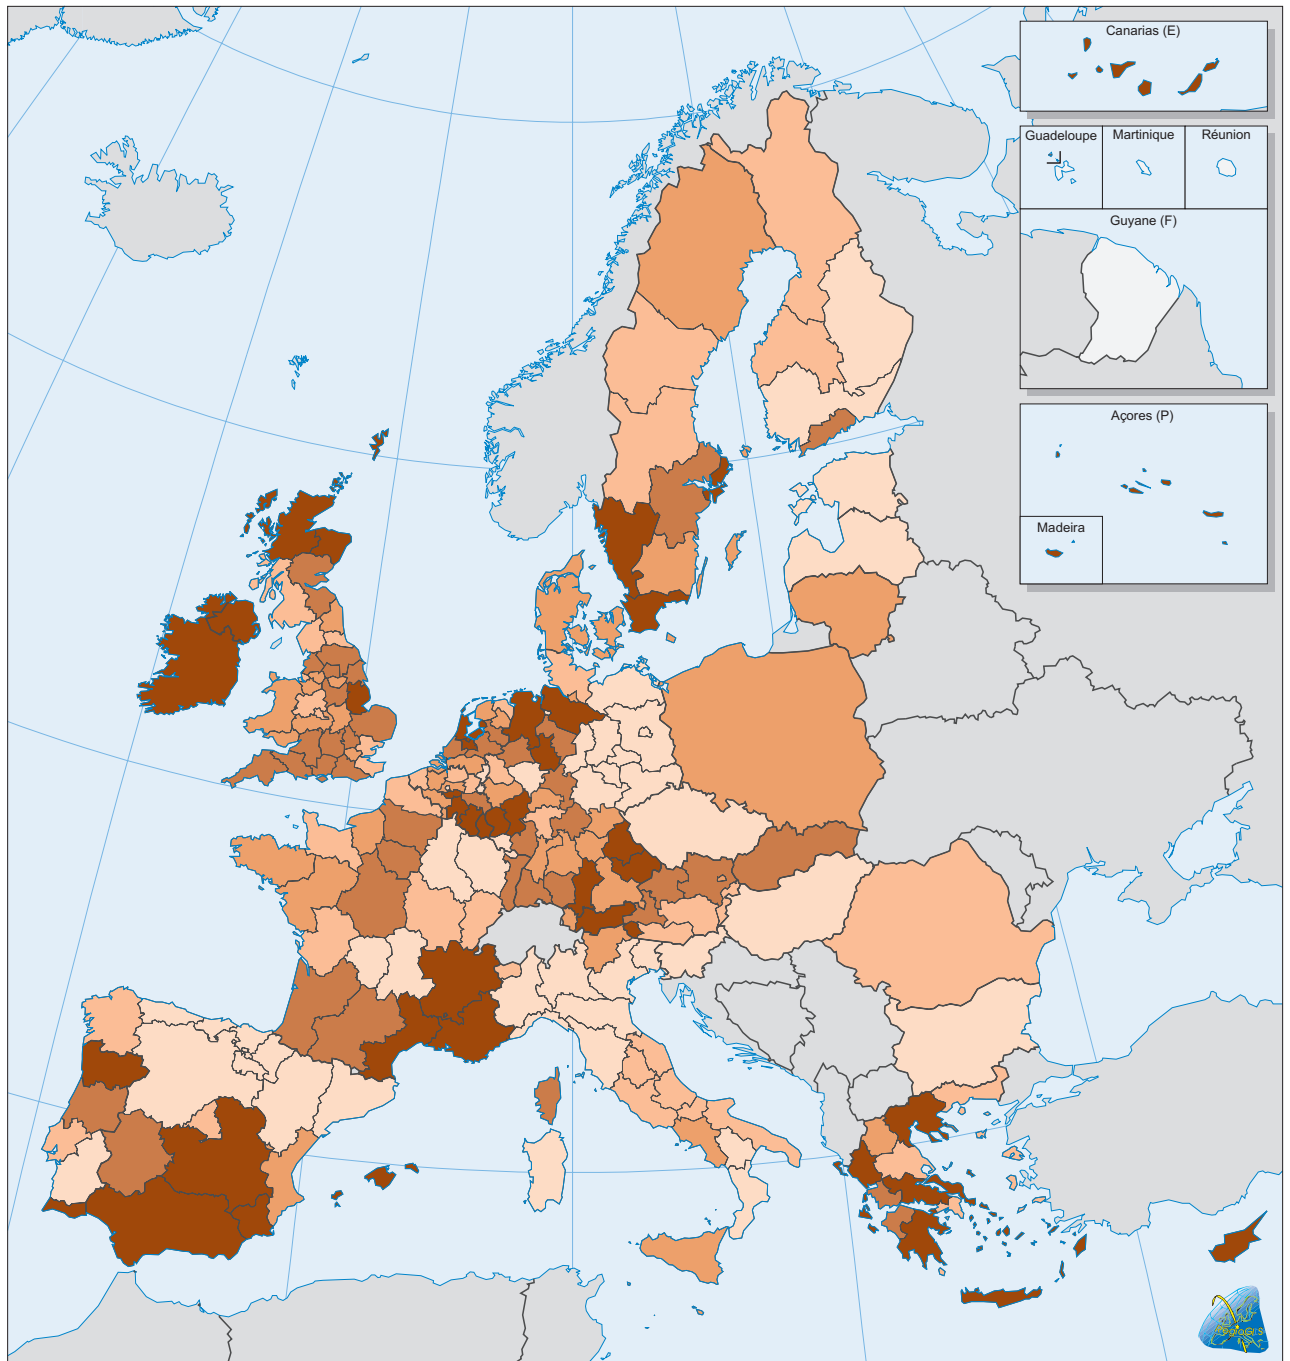 Canarias (E)
Guadeloupe
Martinique
Réunion
Guyane (F)
Açores (P)
Madeira